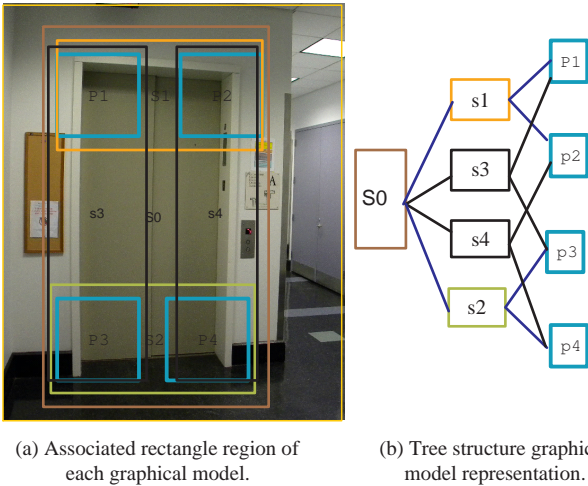 P1 S1 P2
s3 S0 s4
P3 S2 P4
S0
s1
s3
s4
s2
P1
p2
p3
p4
(a) Associated rectangle region of
each graphical model.
(b) Tree structure graphic
model representation.